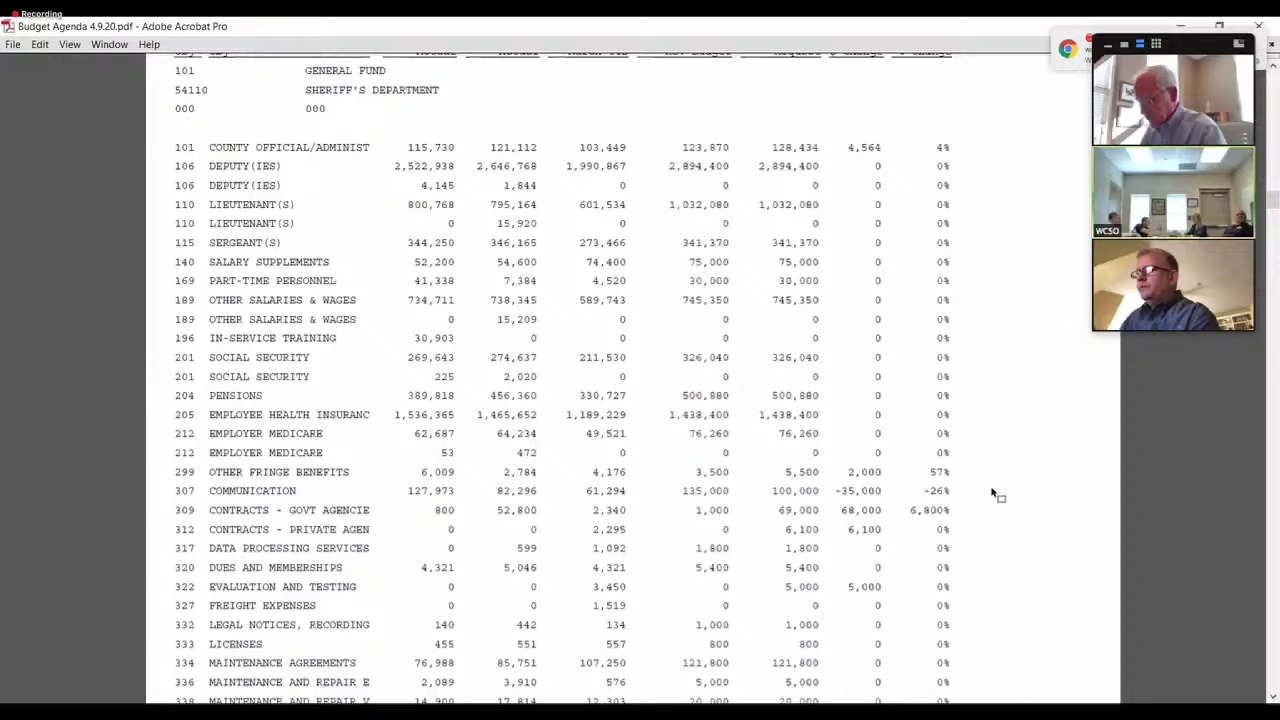 Recording
Budget Agenda 4.9.20.pdf - Adobe Acrobat Pro
File Edit View Window Help
101 GENERAL FUND
54110 SHERIFF'S DEPARTMENT
000 000
101 COUNTY OFFICIAL/ADMINIST 115,730 121,112 103,449 123,870 128,434 4,564 4%
106 DEPUTY(IES) 2,522,938 2,646,768 1,990,867 2,894,400 2,894,400 0 0%
106 DEPUTY(IES) 4,145 1,844 0 0 0 0 0%
110 LIEUTENANT(S) 800,768 795,164 601,534 1,032,080 1,032,080 0 0%
110 LIEUTENANT(S) 0 15,920 0 0 0 0 0%
115 SERGEANT(S) 344,250 346,165 273,466 341,370 341,370 0 0%
140 SALARY SUPPLEMENTS 52,200 54,600 74,400 75,000 75,000 0 0%
169 PART-TIME PERSONNEL 41,338 7,384 4,520 30,000 30,000 0 0%
189 OTHER SALARIES & WAGES 734,711 738,345 589,743 745,350 745,350 0 0%
189 OTHER SALARIES & WAGES 0 15,209 0 0 0 0 0%
196 IN-SERVICE TRAINING 30,903 0 0 0 0 0 0%
201 SOCIAL SECURITY 269,643 274,637 211,530 326,040 326,040 0 0%
201 SOCIAL SECURITY 225 2,020 0 0 0 0 0%
204 PENSIONS 389,818 456,360 330,727 500,880 500,880 0 0%
205 EMPLOYEE HEALTH INSURANC 1,536,365 1,465,652 1,189,229 1,438,400 1,438,400 0 0%
212 EMPLOYER MEDICARE 62,687 64,234 49,521 76,260 76,260 0 0%
212 EMPLOYER MEDICARE 53 472 0 0 0 0 0%
299 OTHER FRINGE BENEFITS 6,009 2,784 4,176 3,500 5,500 2,000 57%
307 COMMUNICATION 127,973 82,296 61,294 135,000 100,000 -35,000 -26%
309 CONTRACTS - GOVT AGENCIE 800 52,800 2,340 1,000 69,000 68,000 6,800%
312 CONTRACTS - PRIVATE AGEN 0 0 2,295 0 6,100 6,100 0%
317 DATA PROCESSING SERVICES 0 599 1,092 1,800 1,800 0 0%
320 DUES AND MEMBERSHIPS 4,321 5,046 4,321 5,400 5,400 0 0%
322 EVALUATION AND TESTING 0 0 3,450 0 5,000 5,000 0%
327 FREIGHT EXPENSES 0 0 1,519 0 0 0 0%
332 LEGAL NOTICES, RECORDING 140 442 134 1,000 1,000 0 0%
333 LICENSES 455 551 557 800 800 0 0%
334 MAINTENANCE AGREEMENTS 76,988 85,751 107,250 121,800 121,800 0 0%
336 MAINTENANCE AND REPAIR E 2,089 3,910 576 5,000 5,000 0 0%
338 MAINTENANCE AND REPAIR V 14,900 17,814 12,303 20,000 20,000 0 0%
WCSO